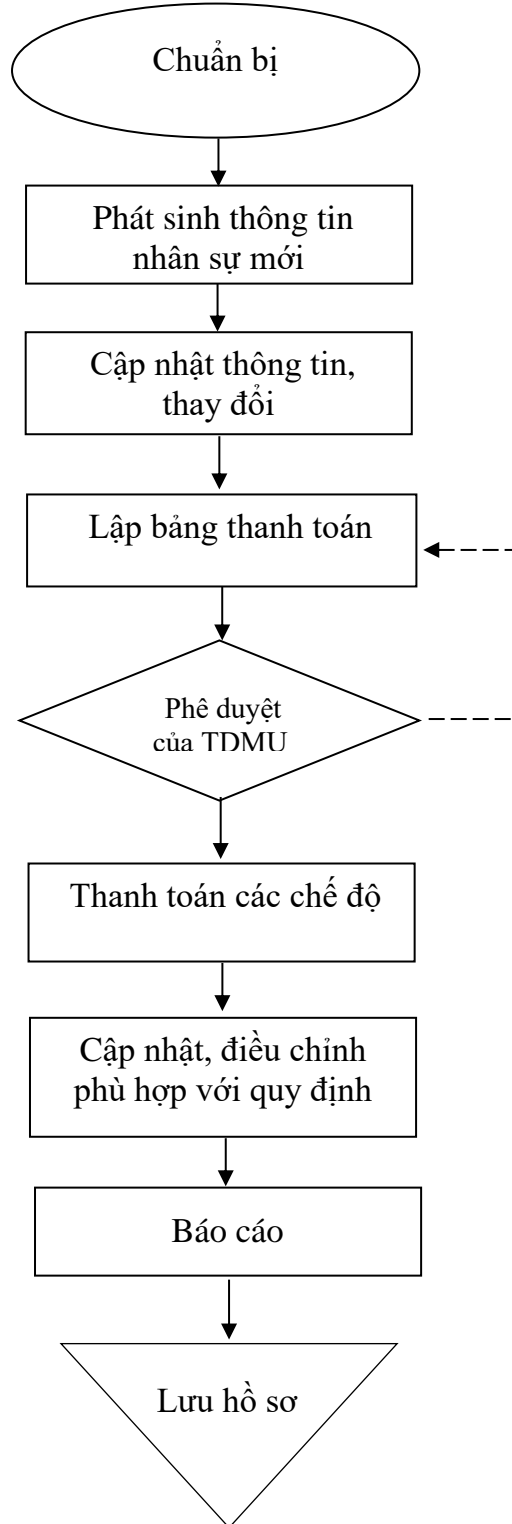 Chuẩn bị
Phát sinh thông tin
nhân sự mới
Cập nhật thông tin,
thay đổi
Lập bảng thanh toán
Phê duyệt
của TDMU
Thanh toán các chế độ
Cập nhật, điều chỉnh
phù hợp với quy định
Báo cáo
Lưu hồ sơ